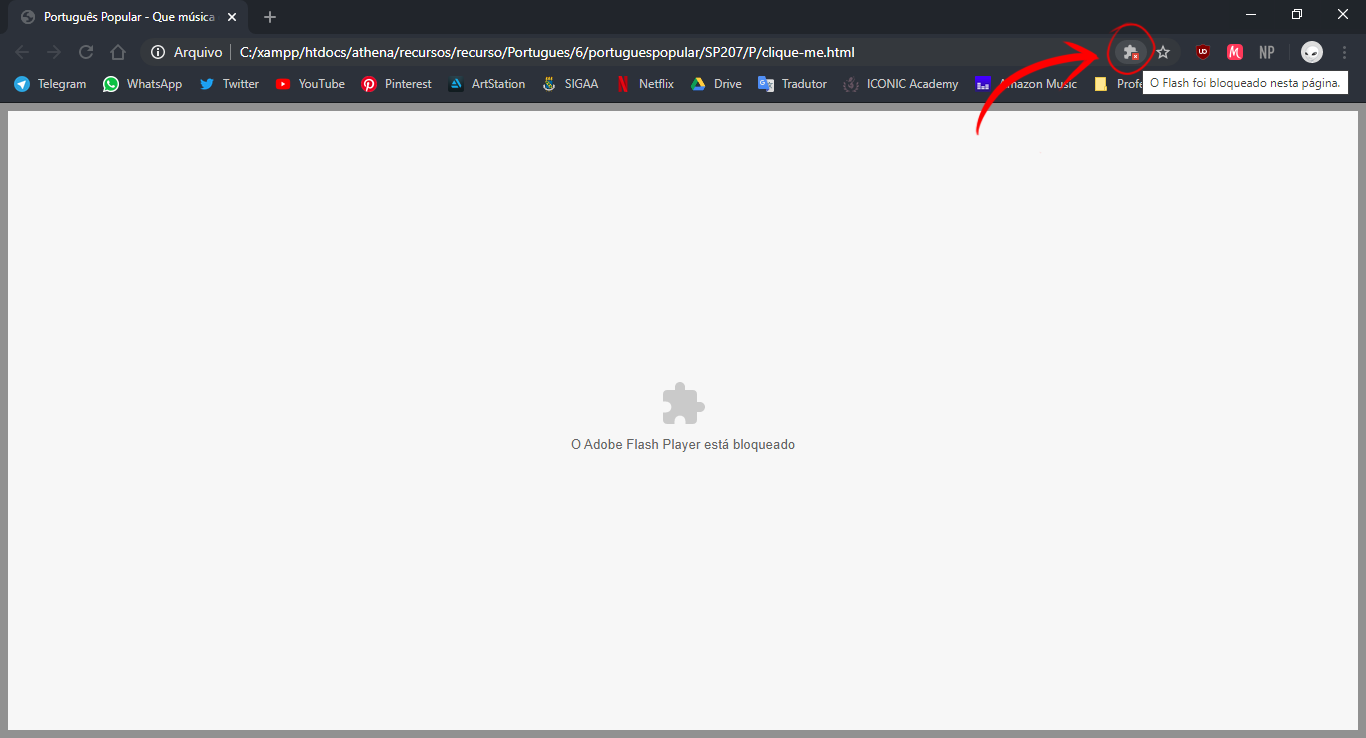 Português Popular - Que música
Arquivo C:/xampp/htdocs/athena/recursos/recurso/Portugues/6/portuguespopular/SP207/P/clique-me.html UD M NP
Telegram WhatsApp Twitter YouTube Pinterest ArtStation SIGAA Netflix Drive Tradutor ICONIC Academy Amazon Music Profe
O Flash foi bloqueado nesta página.
O Adobe Flash Player está bloqueado